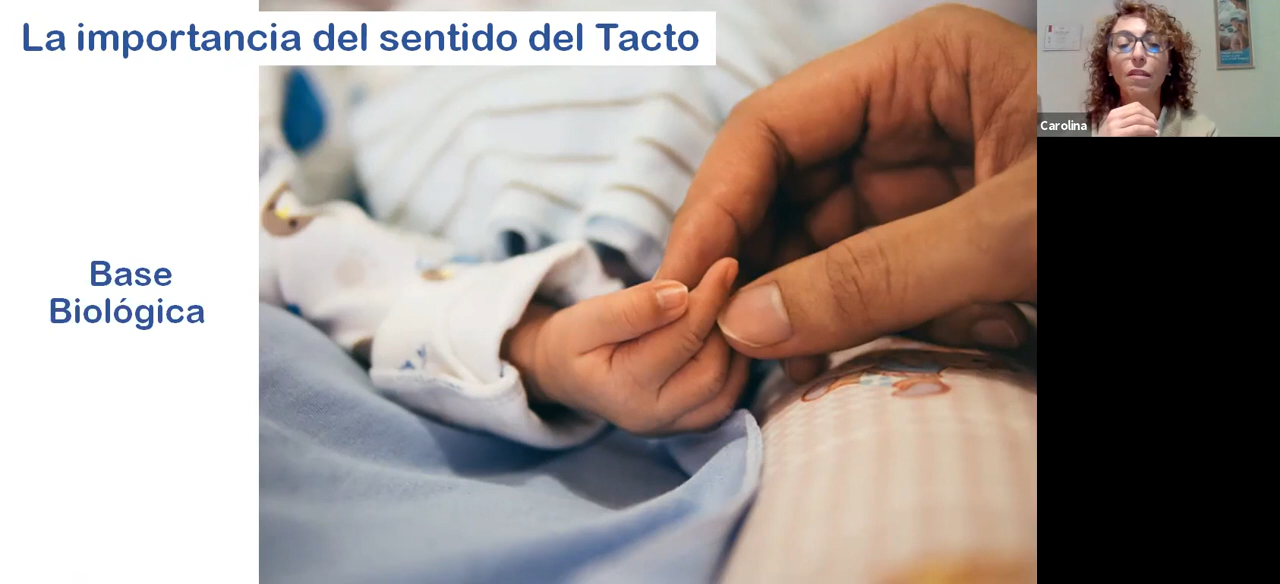 La importancia del sentido del Tacto
Base
Biológica
Carolina